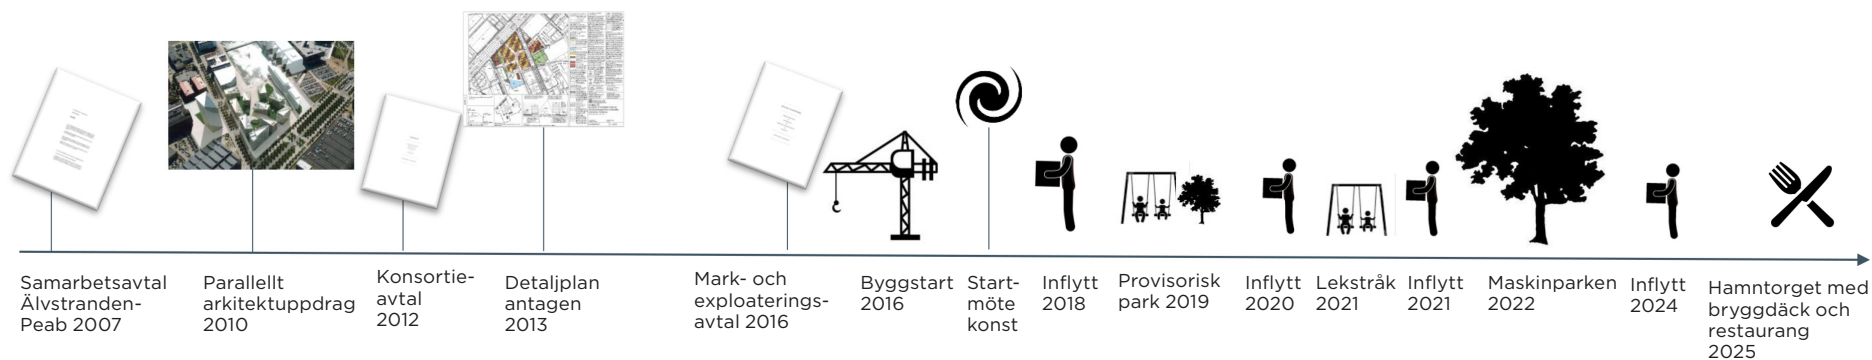 Samarbetsavtal
Älvstranden-
Peab 2007
Parallellt
arkitektuppdrag
2010
Konsortie-
avtal
2012
Detaljplan
antagen
2013
Mark- och
exploaterings-
avtal 2016
Byggstart
2016
Start-
möte
konst
Inflytt
2018
Provisorisk
park 2019
Inflytt
2020
Lekstråk
2021
Inflytt
2021
Maskinparken
2022
Inflytt
2024
Hamntorget med
bryggdäck och
restaurang
2025